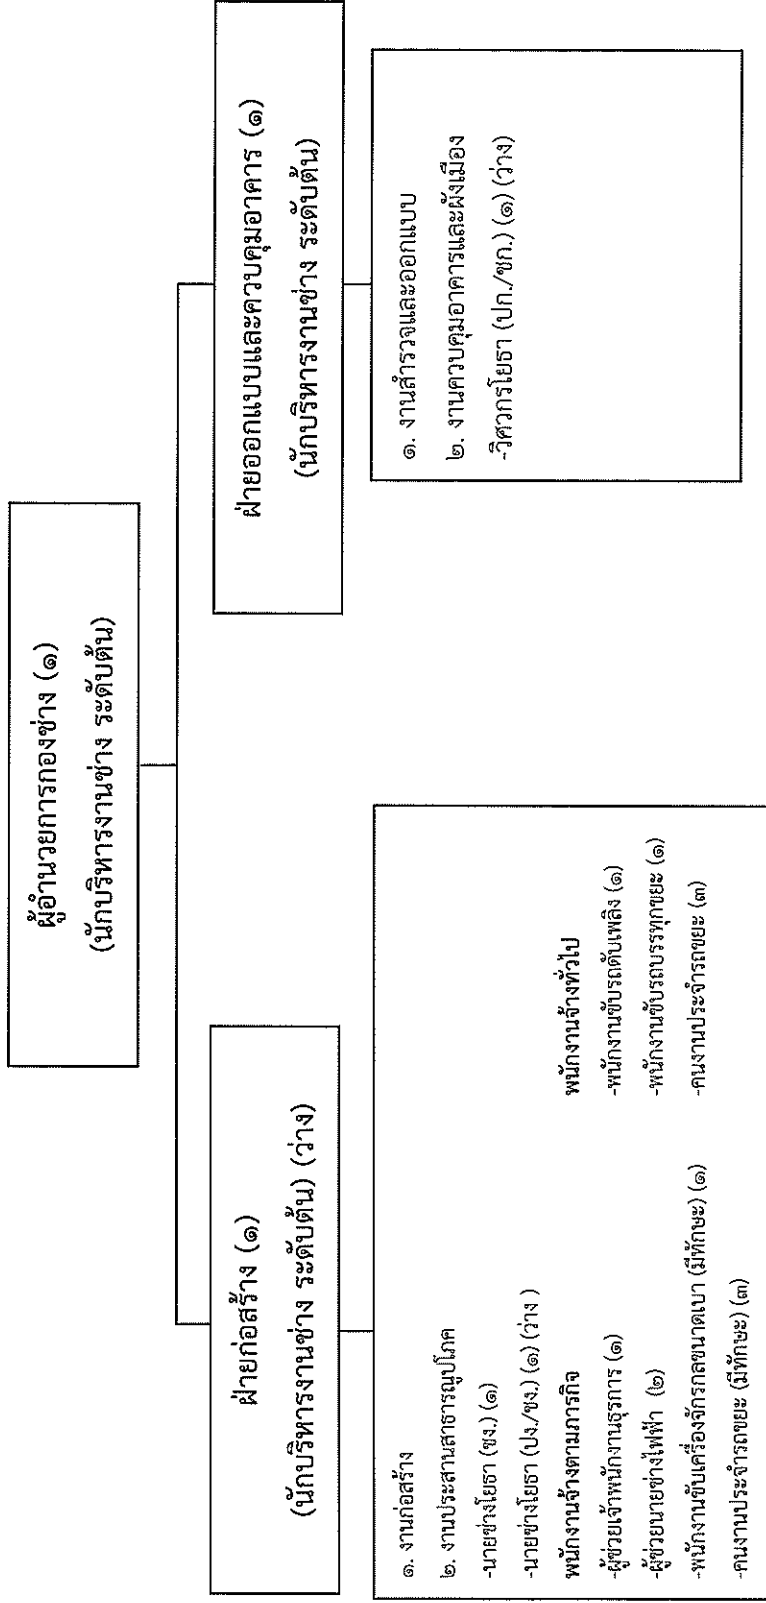 ผู้อำนวยการกองช่าง (๑)
(นักบริหารงานช่าง ระดับต้น)
ฝ่ายก่อสร้าง (๑)
(นักบริหารงานช่าง ระดับต้น) (ว่าง)
๑. งานก่อสร้าง
๒. งานประสานสาธารณูปโภค
-นายช่างโยธา (ชง.) (๑)
-นายช่างโยธา (ปง./ชง.) (๑) (ว่าง )
พนักงานจ้างตามภารกิจ
-ผู้ช่วยเจ้าพนักงานธุรการ (๑)
-ผู้ช่วยนายช่างไฟฟ้า (๒)
-พนักงานขับเครื่องจักรกลขนาดเบา (มีทักษะ) (๑)
-คนงานประจำรถขยะ (มีทักษะ) (๓)
พนักงานจ้างทั่วไป
-พนักงานขับรถดับเพลิง (๑)
-พนักงานขับรถบรรทุกขยะ (๑)
-คนงานประจำรถขยะ (๓)
ฝ่ายออกแบบและควบคุมอาคาร (๑)
(นักบริหารงานช่าง ระดับต้น)
๑. งานสำรวจและออกแบบ
๒. งานควบคุมอาคารและผังเมือง
-วิศวกรโยธา (ปก./ชก.) (๑) (ว่าง)